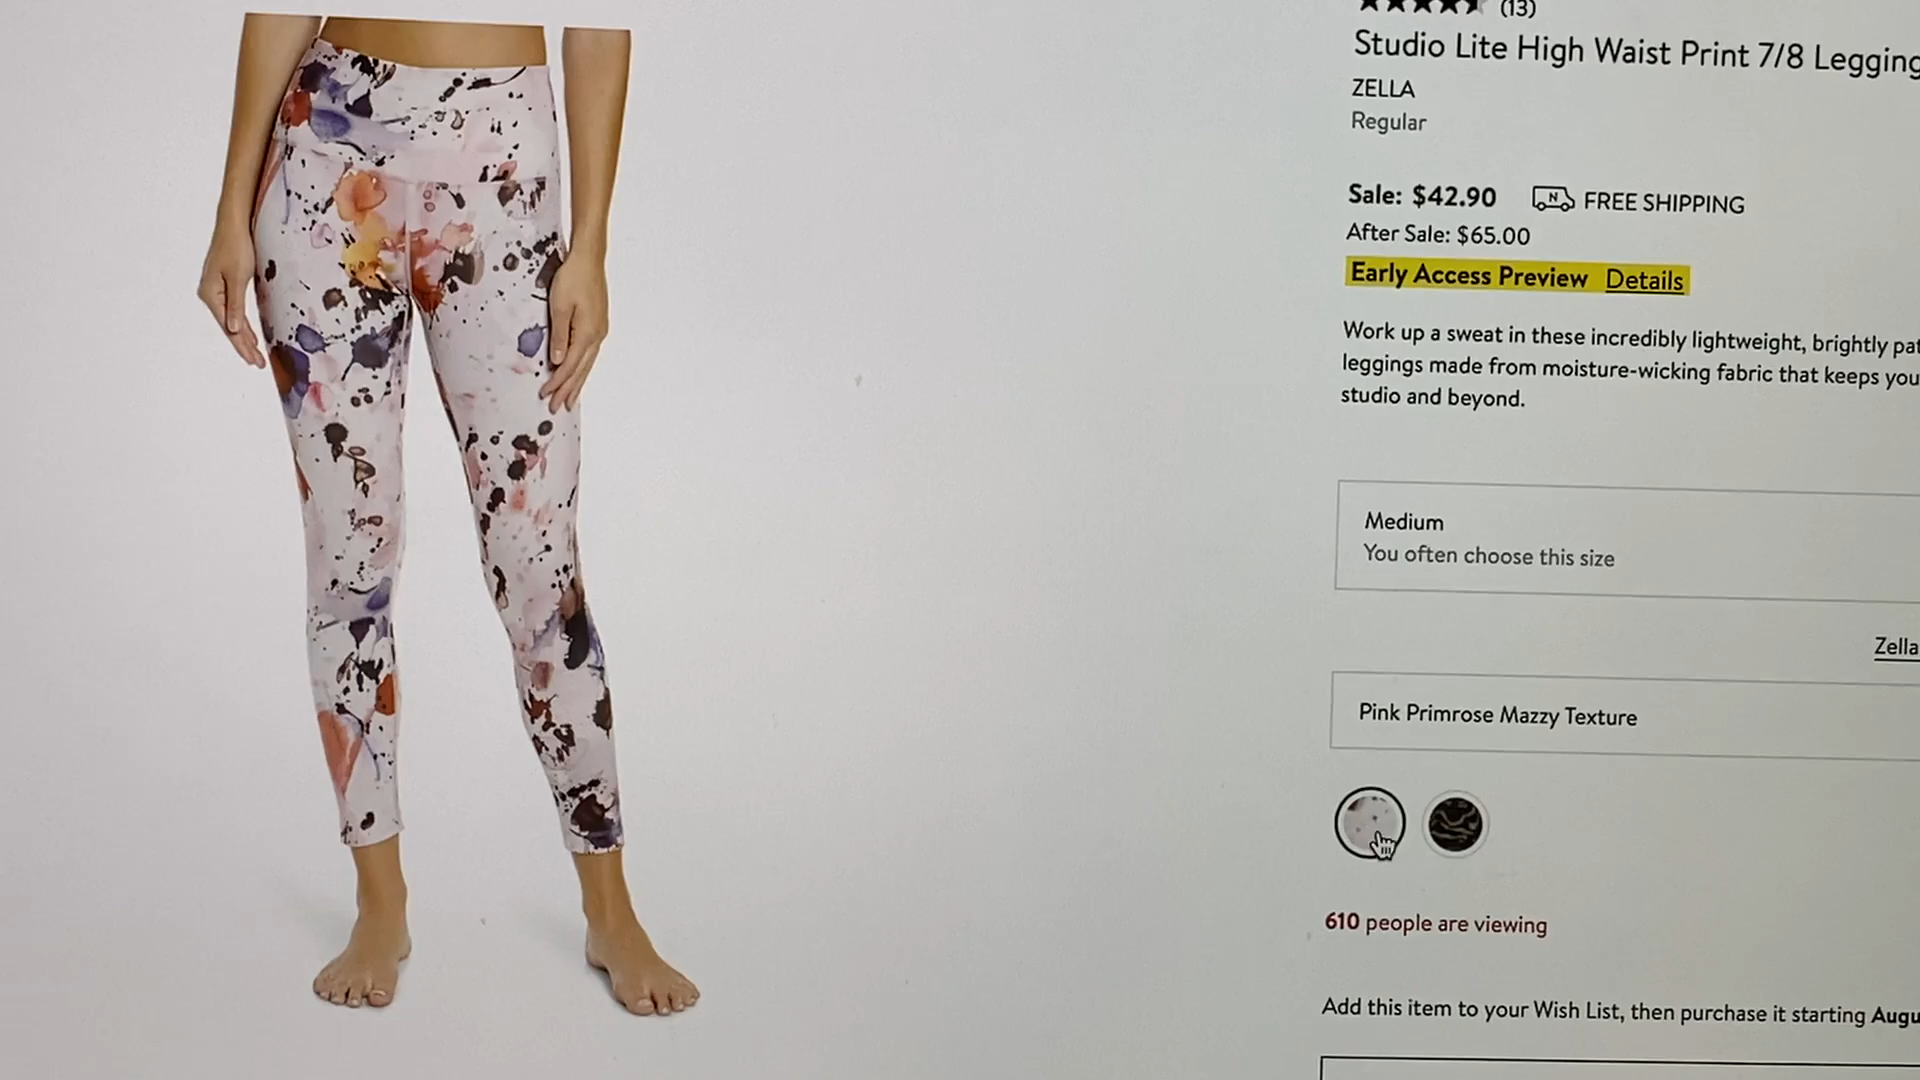 (13)
Studio Lite High Waist Print 7/8 Legging
ZELLA
Regular
Sale: $42.90 N FREE SHIPPING
After Sale: $65.00
Early Access Preview Details
Work up a sweat in these incredibly lightweight, brightly pat
leggings made from moisture-wicking fabric that keeps you
studio and beyond.
Medium
You often choose this size
Zella
Pink Primrose Mazzy Texture
610 people are viewing
Add this item to your Wish List, then purchase it starting Augu